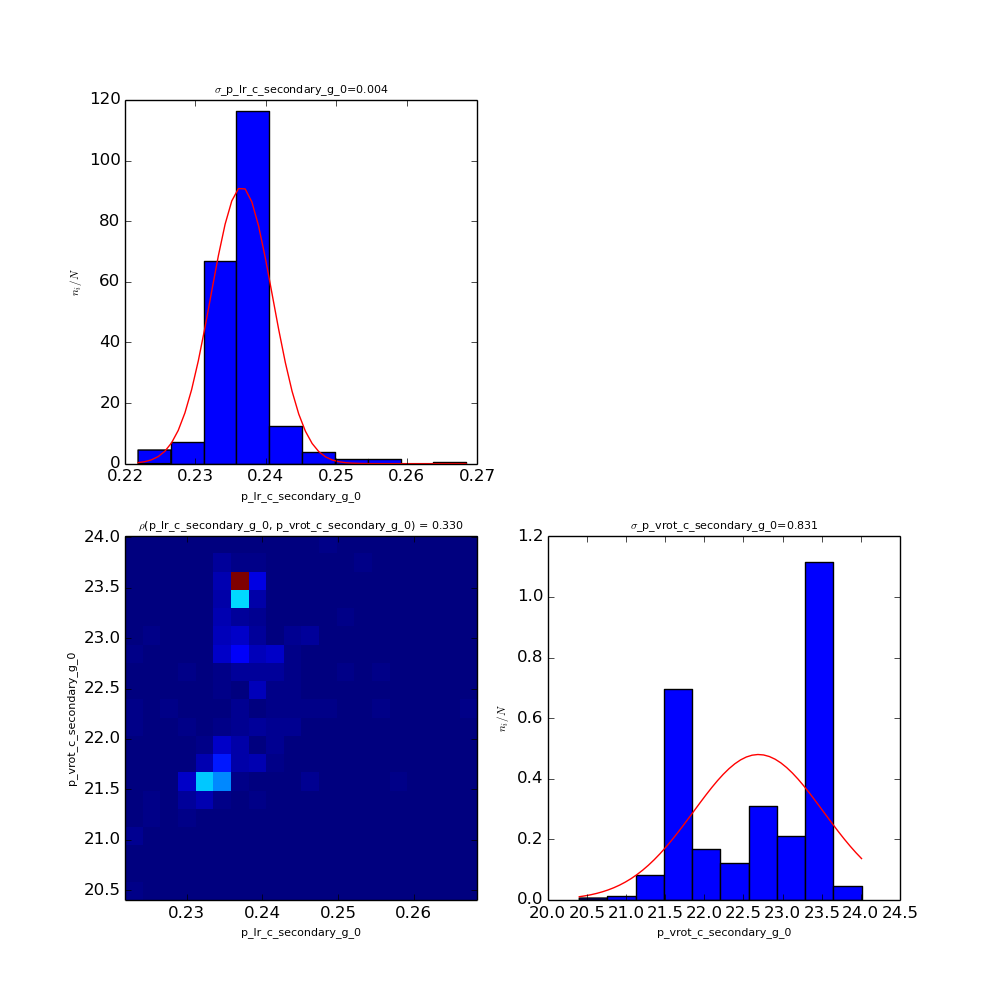 σ_p_lr_c_secondary_g_0=0.004
120
100
80
60
40
20
0
n_i/N
0.22 0.23 0.24 0.25 0.26 0.27
p_lr_c_secondary_g_0
ρ(p_lr_c_secondary_g_0, p_vrot_c_secondary_g_0) = 0.330
24.0
23.5
23.0
22.5
22.0
21.5
21.0
20.5
p_vrot_c_secondary_g_0
0.23 0.24 0.25 0.26
p_lr_c_secondary_g_0
σ_p_vrot_c_secondary_g_0=0.831
1.2
1.0
0.8
0.6
0.4
0.2
0.0
n_i/N
20.0 20.5 21.0 21.5 22.0 22.5 23.0 23.5 24.0 24.5
p_vrot_c_secondary_g_0